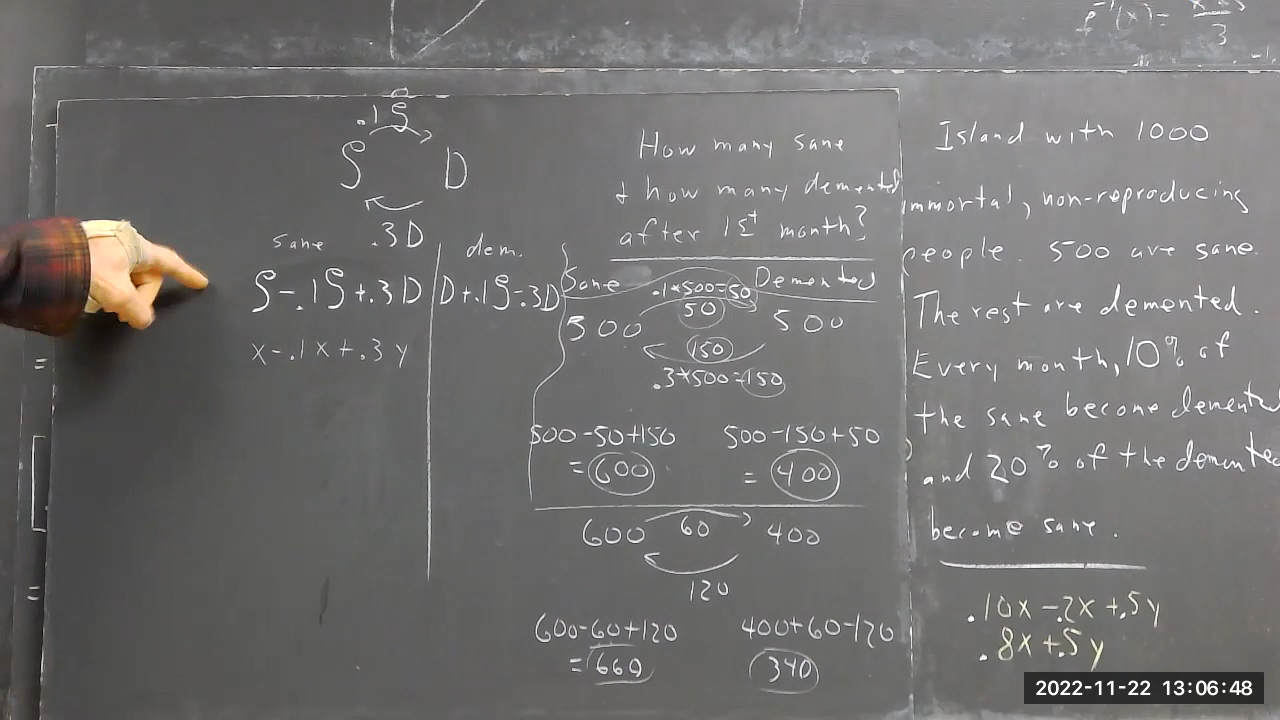 .1S
S D
.3D
sane
dem.
S-.1S+.3D
D+.1S-.3D
x-.1x+.3y
How many sane
+ how many demented
after 1st month?
Sane Demented
.1*500=50
50
500 500
150
.3*500=150
500-50+150 500-150+50
=600 =400
600 60 400
120
600-60+120 400+60-120
=660 340
Island with 1000
immortal, non-reproducing
people. 500 are sane.
The rest are demented.
Every month, 10% of
the sane become demented
and 20% of the demented
become sane.
.10x-.2x+.5y
.8x+.5y
=
=
2022-11-22 13:06:48